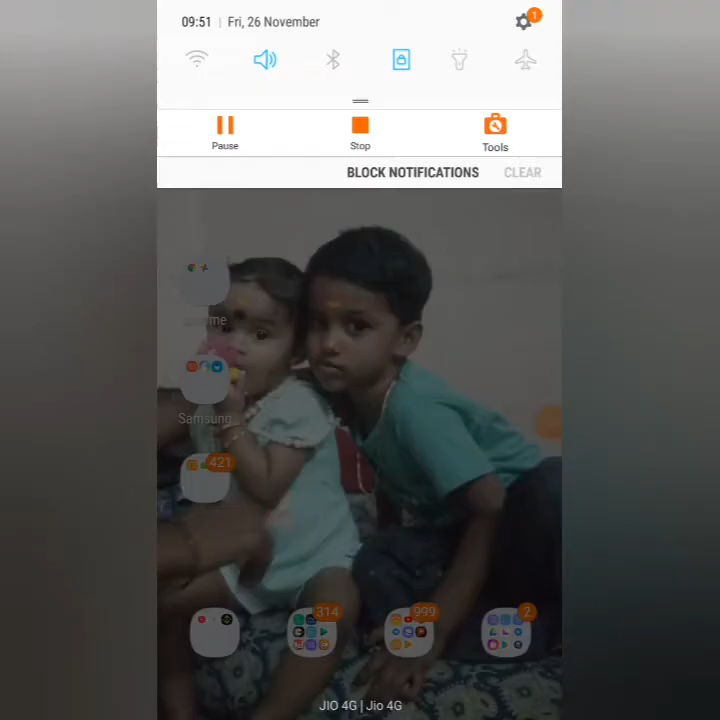 09:51 | Fri, 26 November
1
Pause
Stop
Tools
BLOCK NOTIFICATIONS
CLEAR
Samsung
421
314
999
2
JIO 4G | Jio 4G